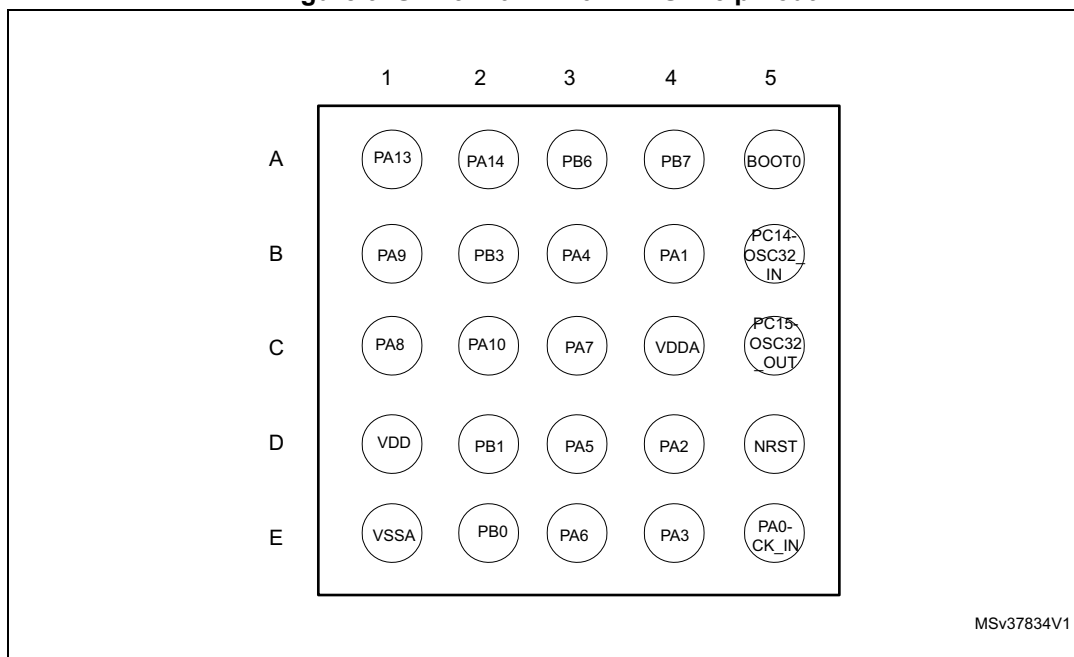 1 2 3 4 5
A PA13 PA14 PB6 PB7 BOOT0
B PA9 PB3 PA4 PA1 PC14-
OSC32_
IN
C PA8 PA10 PA7 VDDA PC15-
OSC32
_OUT
D VDD PB1 PA5 PA2 NRST
E VSSA PB0 PA6 PA3 PA0-
CK_IN
MSv37834V1